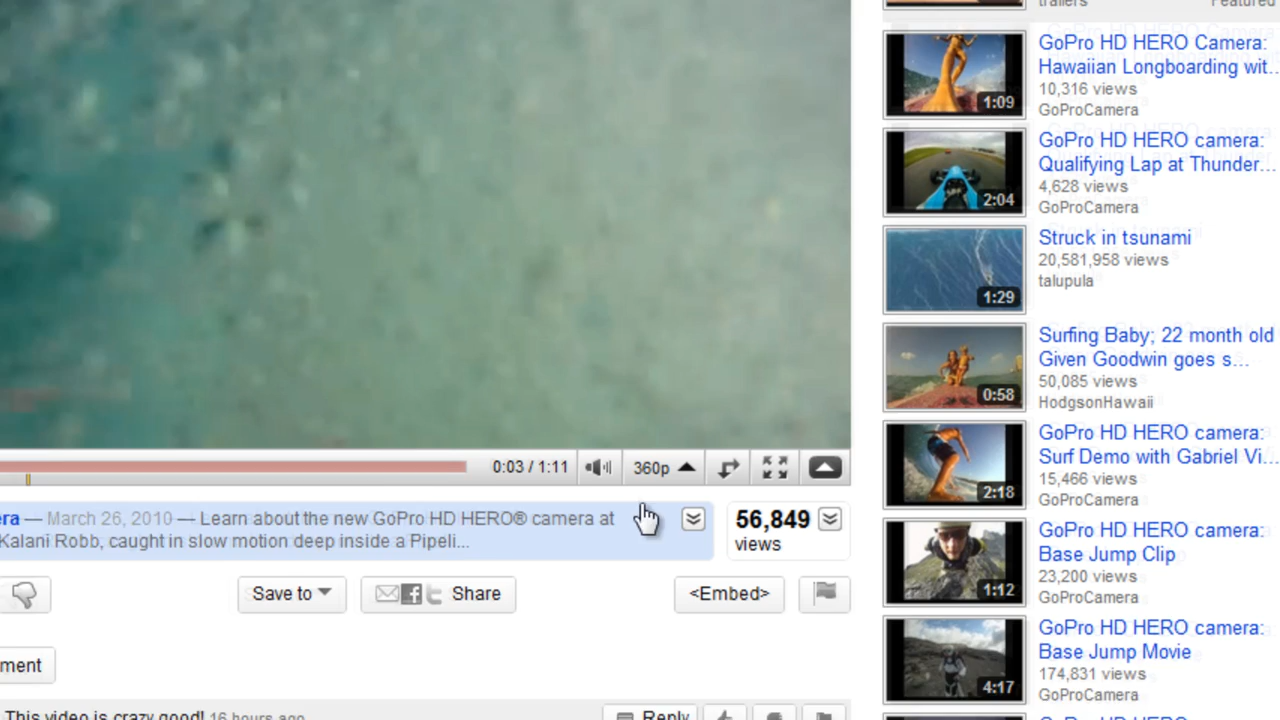 trailers Featured
GoPro HD HERO Camera:
Hawaiian Longboarding wit...
10,316 views
GoProCamera
1:09
GoPro HD HERO camera:
Qualifying Lap at Thunder...
4,628 views
GoProCamera
2:04
Struck in tsunami
20,581,958 views
talupula
1:29
Surfing Baby; 22 month old
Given Goodwin goes s...
50,085 views
HodgsonHawaii
0:58
GoPro HD HERO camera:
Surf Demo with Gabriel Vi...
15,466 views
GoProCamera
2:18
GoPro HD HERO camera:
Base Jump Clip
23,200 views
GoProCamera
1:12
GoPro HD HERO camera:
Base Jump Movie
174,831 views
GoProCamera
4:17
0:03 / 1:11 360p
era — March 26, 2010 — Learn about the new GoPro HD HERO® camera at
Kalani Robb, caught in slow motion deep inside a Pipeli...
56,849
views
Save to Share <Embed>
ment
This video is crazy good! 16 hours ago Reply